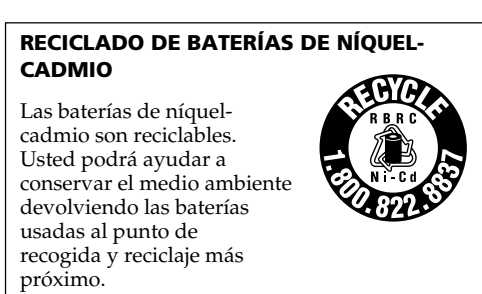 RECICLADO DE BATERÍAS DE NÍQUEL-
CADMIO
Las baterías de níquel-
cadmio son reciclables.
Usted podrá ayudar a
conservar el medio ambiente
devolviendo las baterías
usadas al punto de
recogida y reciclaje más
próximo.
RECYCLE
RBRC
Ni-Cd
1.800.822.8837